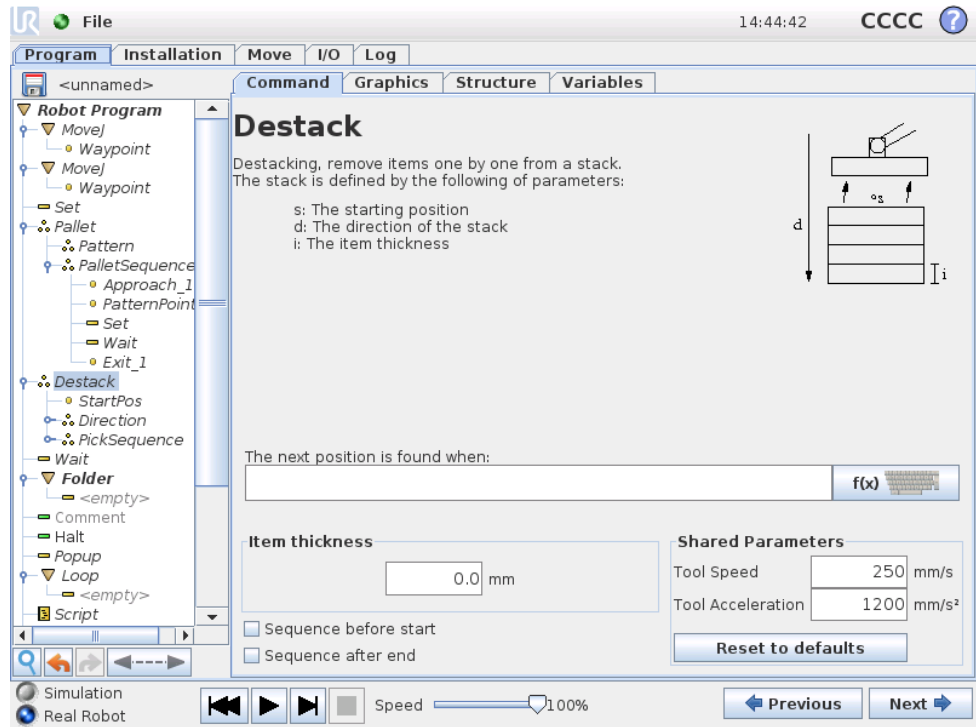 UR File 14:44:42 CCCC ?
Program Installation Move I/O Log
<unnamed>
Command Graphics Structure Variables
Robot Program
MoveJ
Waypoint
MoveJ
Waypoint
Set
Pallet
Pattern
PalletSequence
Approach_1
PatternPoint
Set
Wait
Exit_1
Destack
StartPos
Direction
PickSequence
Wait
Folder
<empty>
Comment
Halt
Popup
Loop
<empty>
Script
Destack
Destacking, remove items one by one from a stack.
The stack is defined by the following of parameters:
s: The starting position
d: The direction of the stack
i: The item thickness
s
d
i
The next position is found when:
f(x)
Item thickness
0.0 mm
Sequence before start
Sequence after end
Shared Parameters
Tool Speed 250 mm/s
Tool Acceleration 1200 mm/s²
Reset to defaults
Simulation
Real Robot
Speed 100%
Previous Next